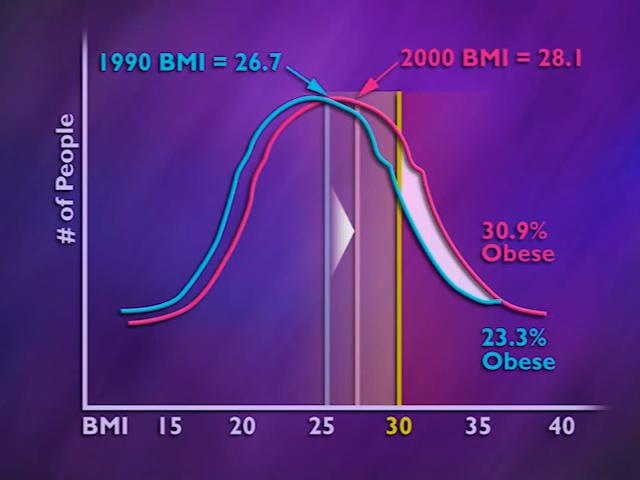 1990 BMI = 26.7
2000 BMI = 28.1
# of People
30.9%
Obese
23.3%
Obese
BMI 15 20 25 30 35 40